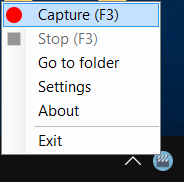 Capture (F3)
Stop (F3)
Go to folder
Settings
About
Exit